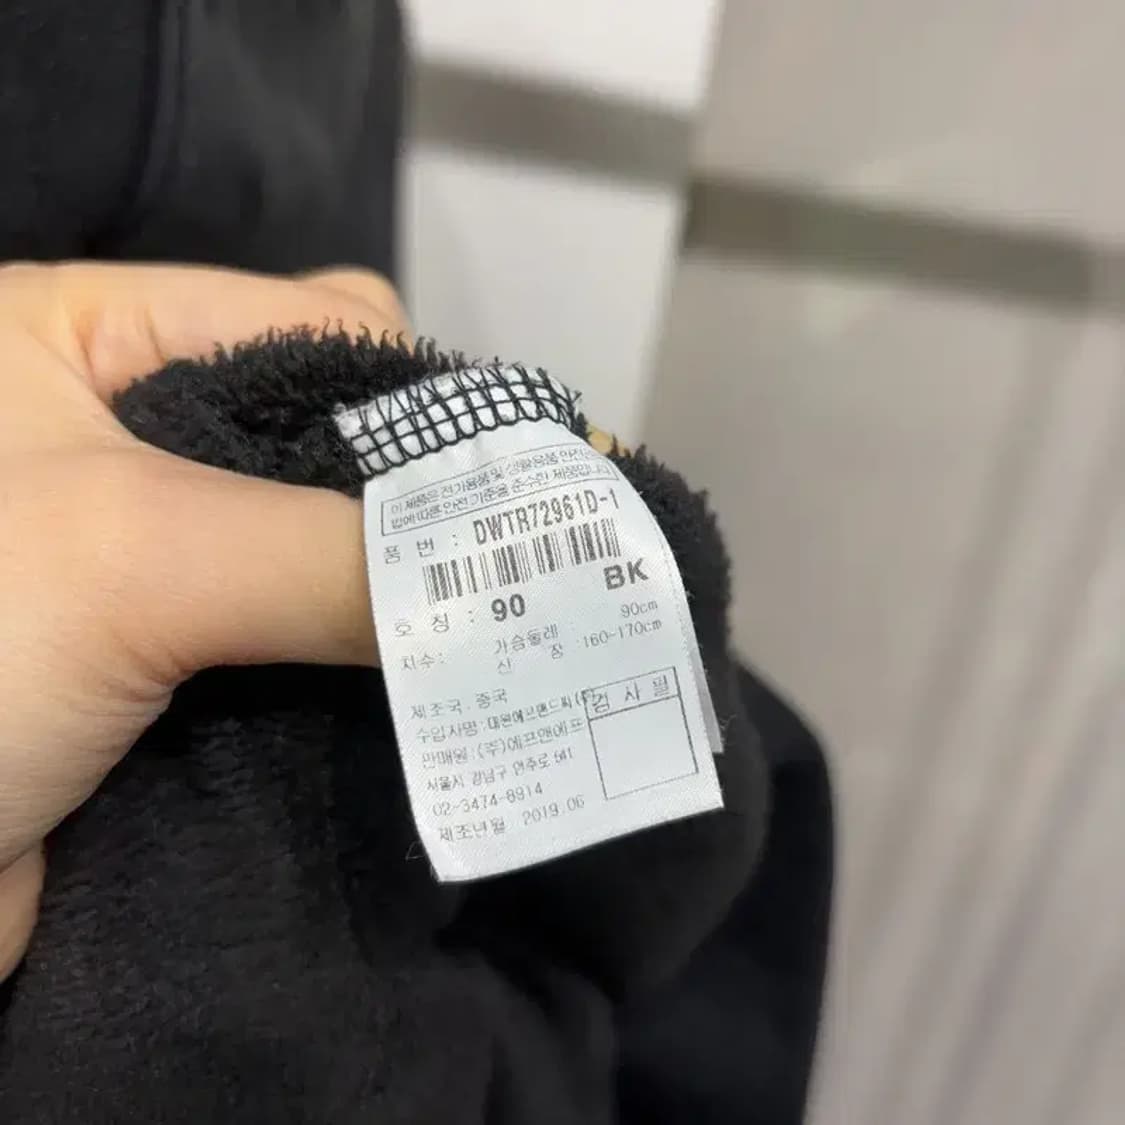 이 제품은 전기용품 및 생활용품 안전관
법에 따른 안전 기준을 준수한 제품입니다
품 번 : DWTR72961D-1
BK
호 칭 : 90
치수: 가슴둘레 : 90cm
신 장 : 160-170cm
제조국 : 중국
수입자명 : 대원에프앤드씨(주)
판매원 : (주)에프앤에프
서울시 강남구 언주로 541
02-3474-8914
제조년월 2019.06
검 사 필